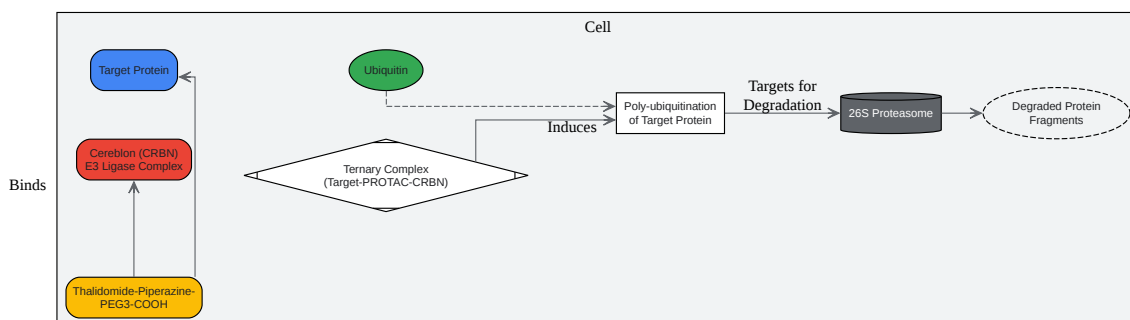 Cell
Target Protein
Ubiquitin
Targets for
Degradation
Poly-ubiquitination
of Target Protein
26S Proteasome
Degraded Protein
Fragments
Induces
Cereblon (CRBN)
E3 Ligase Complex
Ternary Complex
(Target-PROTAC-CRBN)
Binds
Thalidomide-Piperazine-
PEG3-COOH